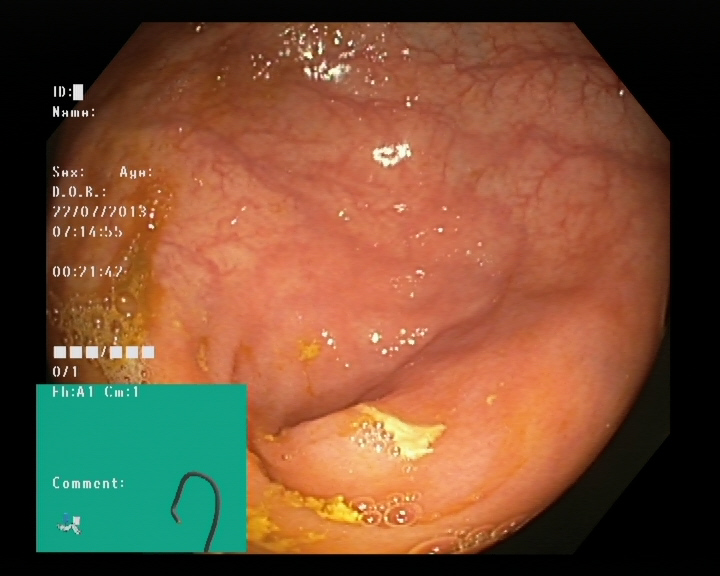 ID:
Name:
Sex: Age:
D.O.B.:
22/07/2013
07:14:55
00:21:42
0/1
Eh:A1 Cm:1
Comment: